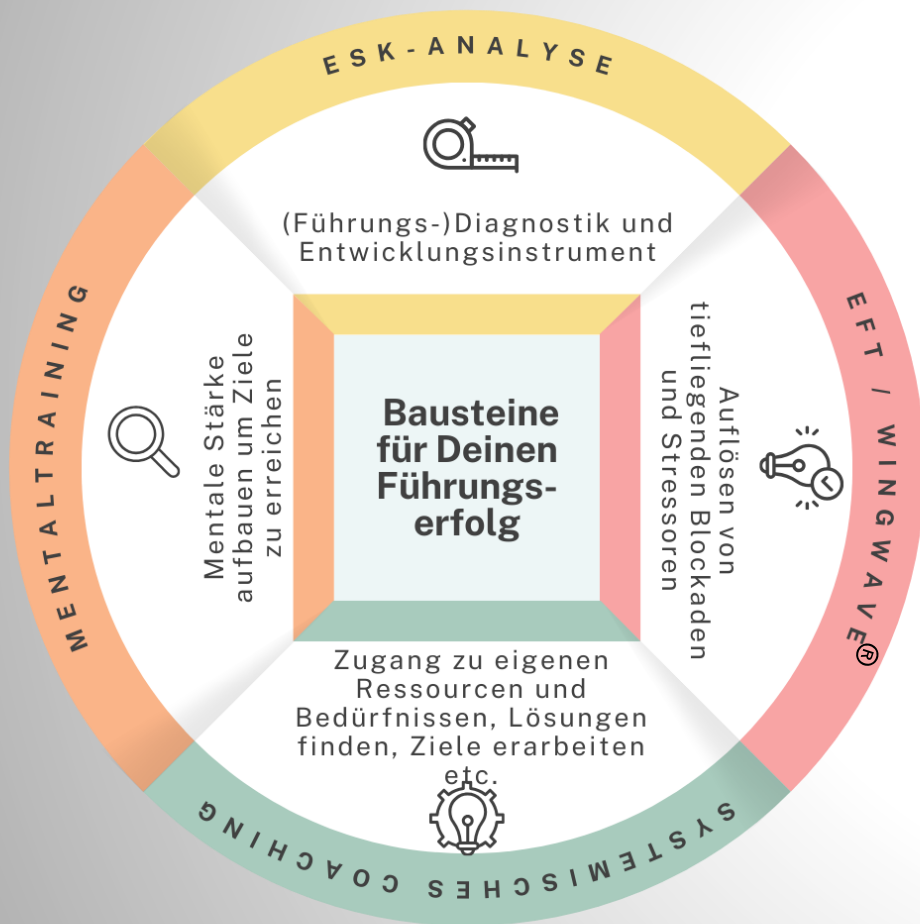 ESK-ANALYSE
(Führungs-)Diagnostik und
Entwicklungsinstrument
EFT / WINGWAVE®
Auflösen von
tiefliegenden Blockaden
und Stressoren
SYSTEMISCHES COACHING
Zugang zu eigenen
Ressourcen und
Bedürfnissen, Lösungen
finden, Ziele erarbeiten
etc.
MENTALTRAINING
Mentale Stärke
aufbauen um Ziele
zu erreichen
Bausteine
für Deinen
Führungs-
erfolg